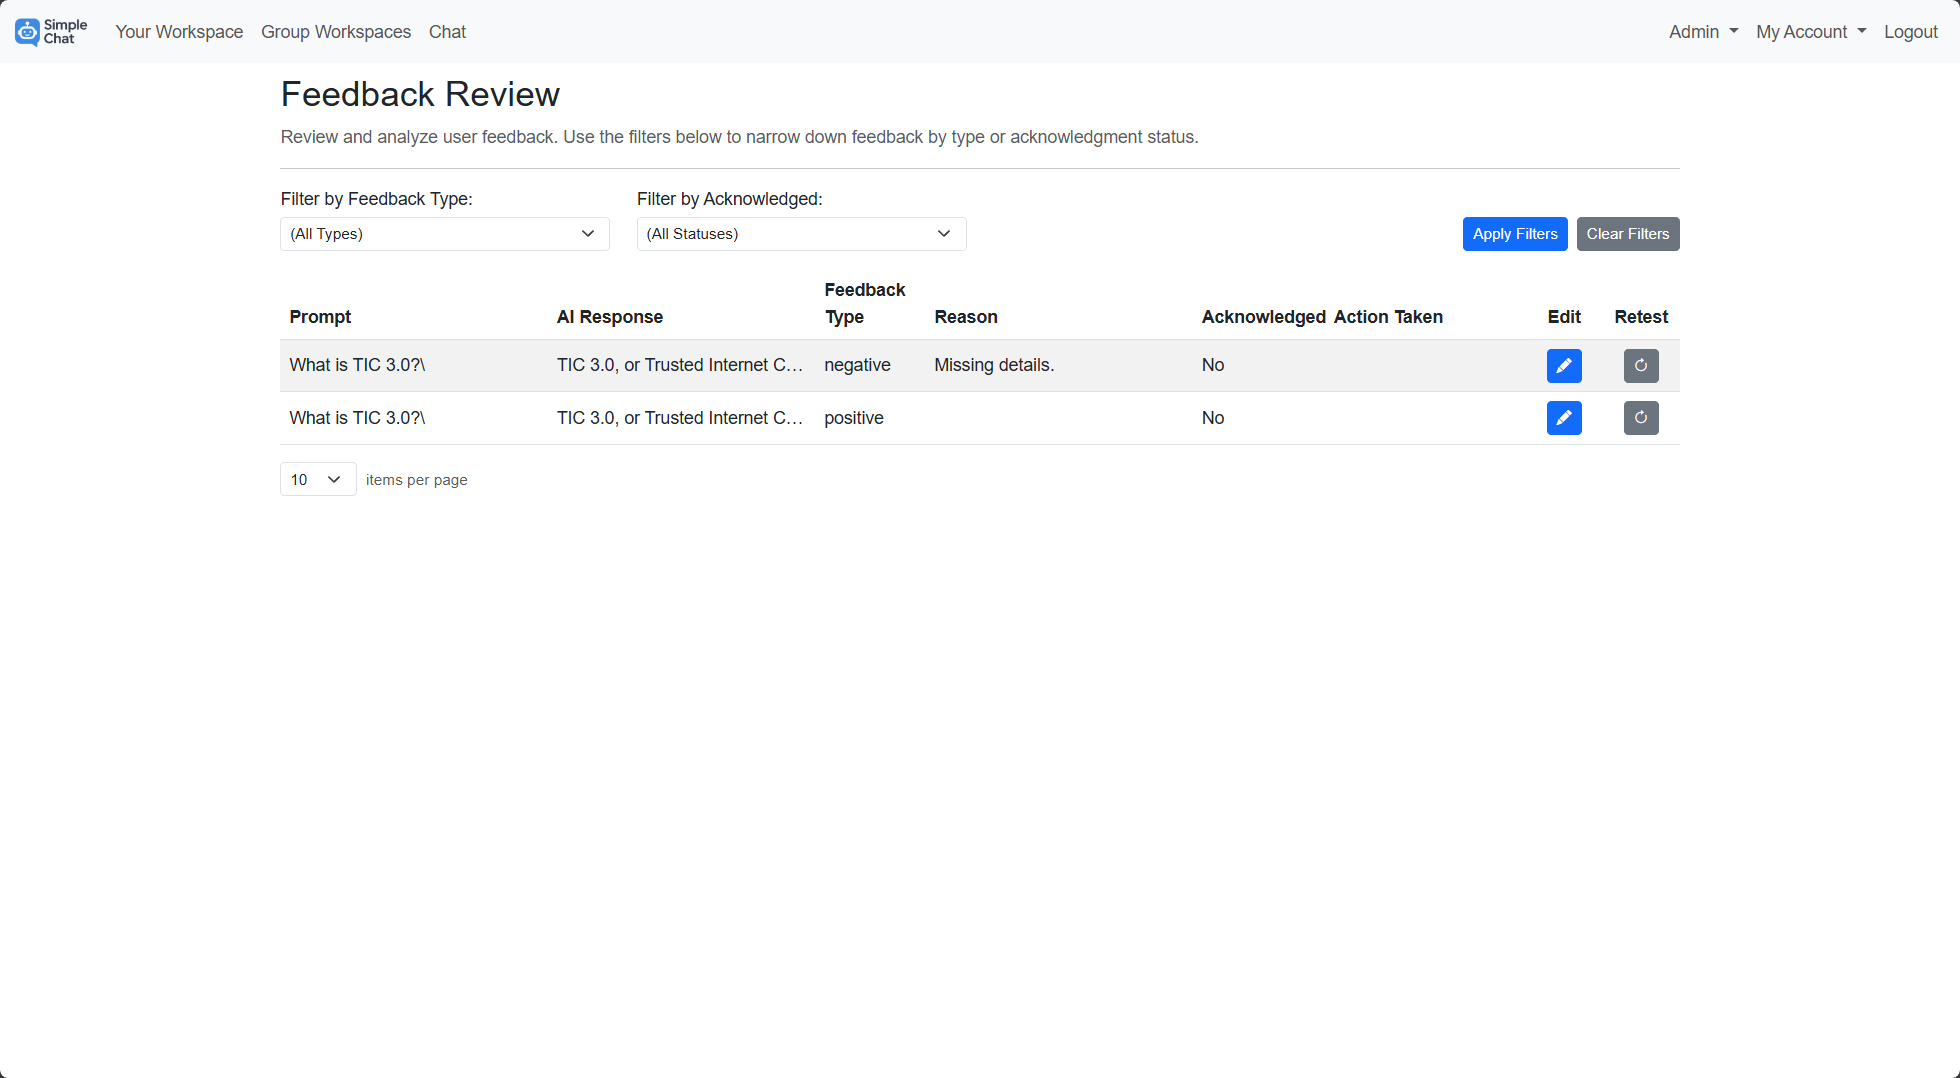 Simple
Chat
Your Workspace Group Workspaces Chat Admin My Account Logout
Feedback Review
Review and analyze user feedback. Use the filters below to narrow down feedback by type or acknowledgment status.
Filter by Feedback Type: Filter by Acknowledged:
(All Types) (All Statuses) Apply Filters Clear Filters
Prompt AI Response Feedback Type Reason Acknowledged Action Taken Edit Retest
What is TIC 3.0?\ TIC 3.0, or Trusted Internet C... negative Missing details. No
What is TIC 3.0?\ TIC 3.0, or Trusted Internet C... positive No
10 items per page